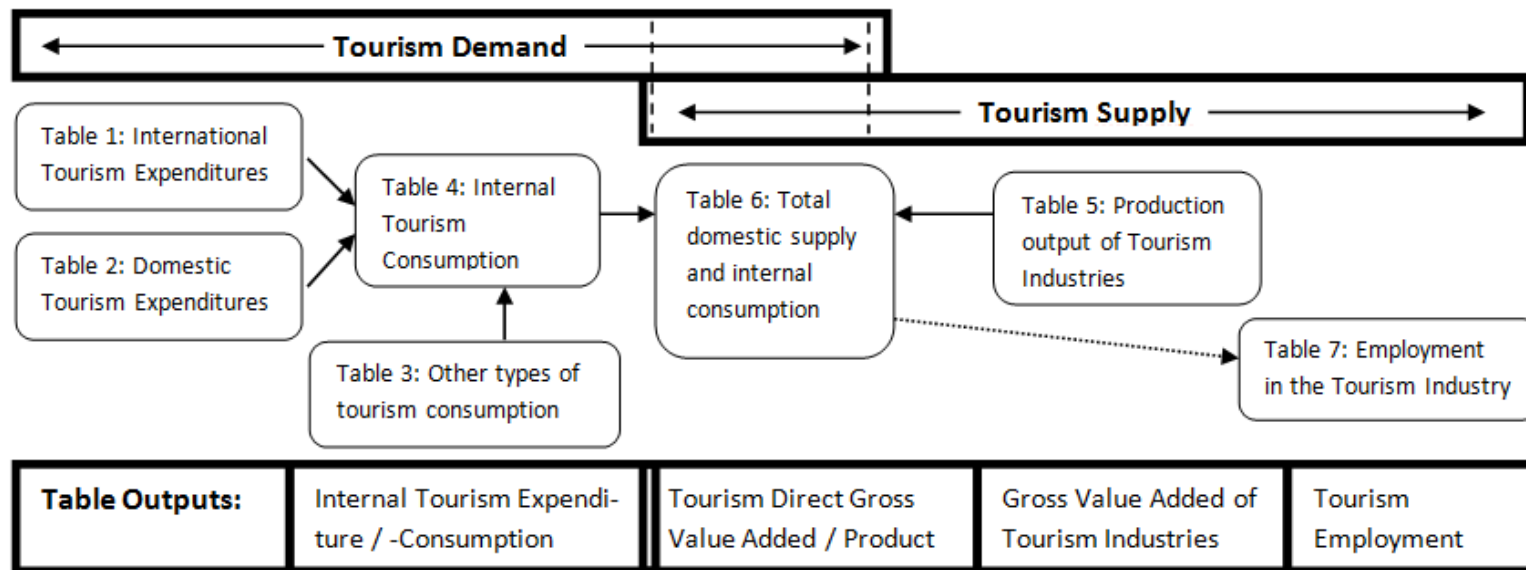 Tourism Demand
Tourism Supply
Table 1: International
Tourism Expenditures
Table 2: Domestic
Tourism Expenditures
Table 4: Internal
Tourism
Consumption
Table 3: Other types of
tourism consumption
Table 6: Total
domestic supply
and internal
consumption
Table 5: Production
output of Tourism
Industries
Table 7: Employment
in the Tourism Industry
Table Outputs:
Internal Tourism Expendi-
ture / -Consumption
Tourism Direct Gross
Value Added / Product
Gross Value Added of
Tourism Industries
Tourism
Employment